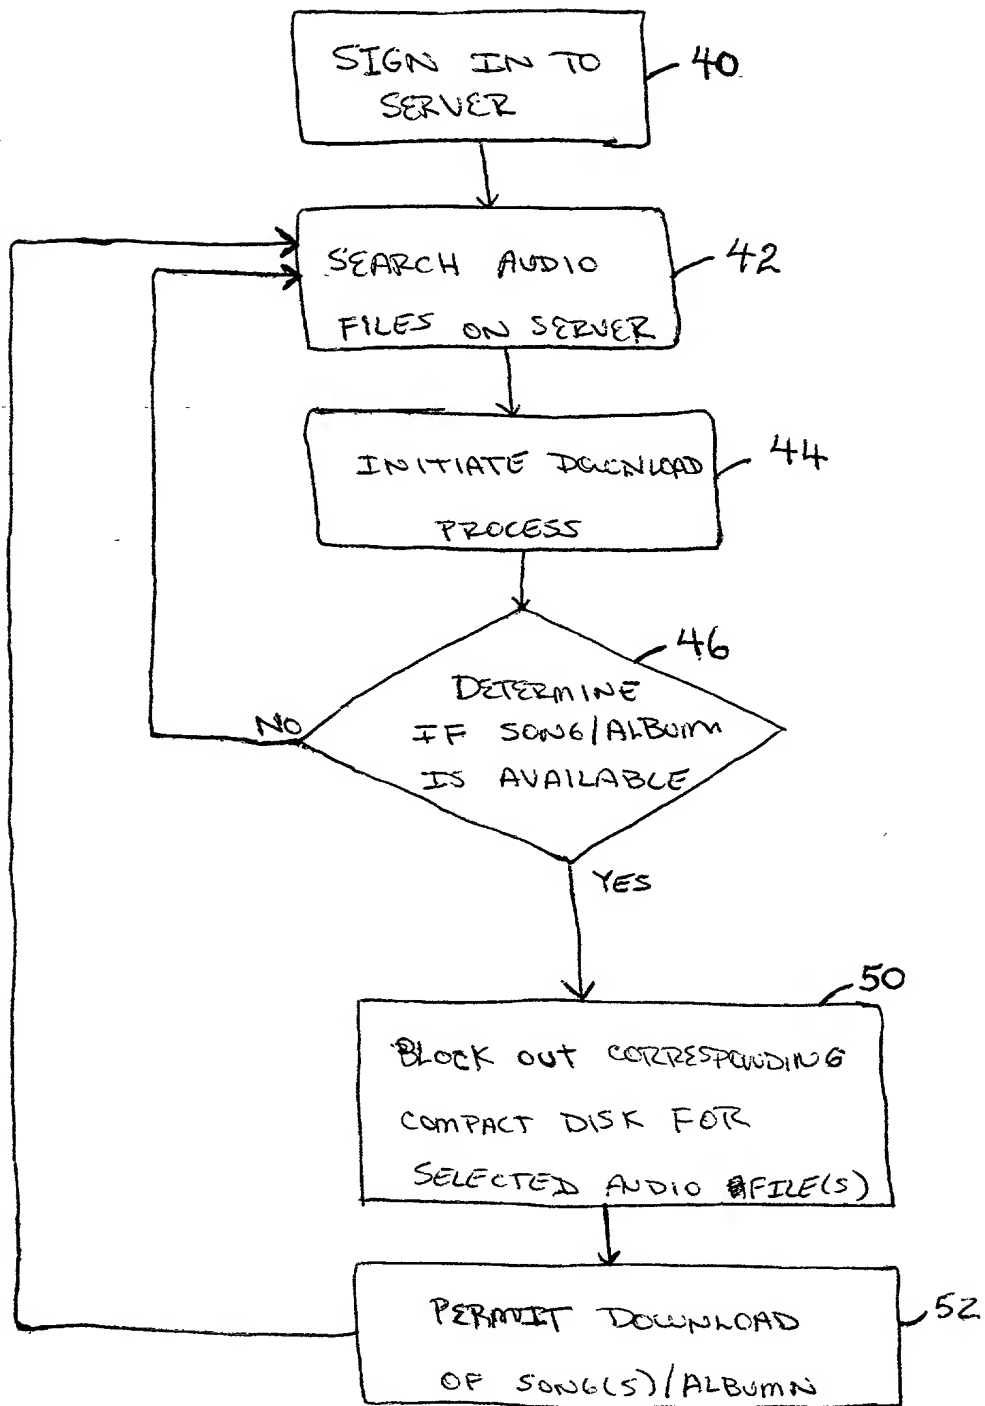 SIGN IN TO
SERVER
40
SEARCH AUDIO
FILES ON SERVER
42
INITIATE DOWNLOAD
PROCESS
44
46
DETERMINE
IF SONG/ALBUM
IS AVAILABLE
NO
YES
50
BLOCK OUT CORRESPONDING
COMPACT DISK FOR
SELECTED AUDIO FILE(S)
PERMIT DOWNLOAD
OF SONG(S)/ALBUMN
52